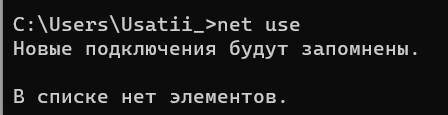 C:\Users\Usatii_>net use
Новые подключения будут запомнены.
В списке нет элементов.